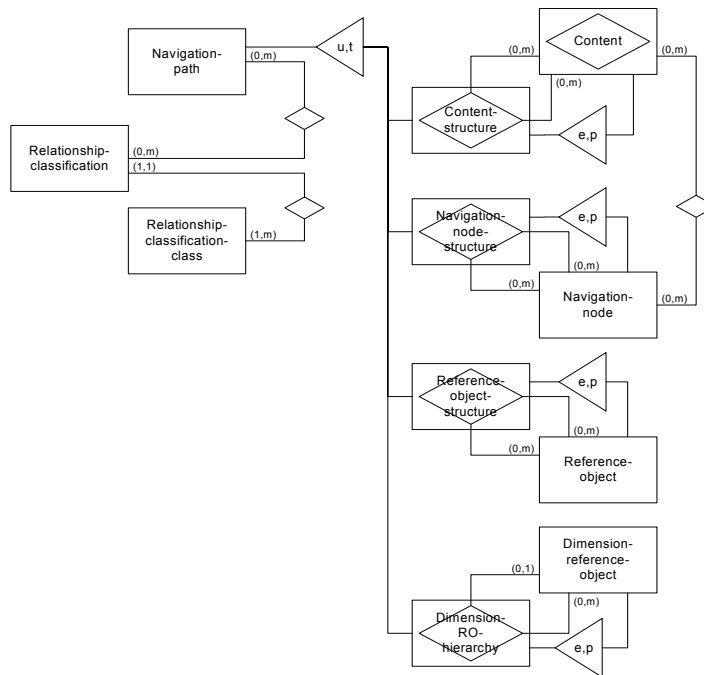 Navigation-
path
(0,m)
u,t
Relationship-
classification
(0,m)
(1,1)
Relationship-
classification-
class
(1,m)
Content
(0,m)
(0,m)
(0,m)
Content-
structure
e,p
Navigation-
node-
structure
e,p
(0,m)
(0,m)
Navigation-
node
(0,m)
Reference-
object-
structure
e,p
(0,m)
(0,m)
Reference-
object
Dimension-
reference-
object
(0,1)
(0,m)
Dimension-
RO-
hierarchy
e,p